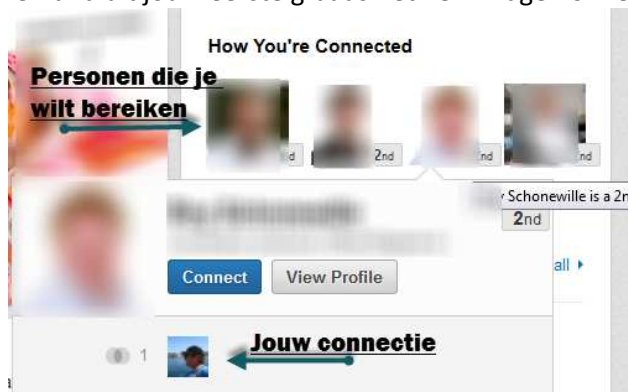 How You're Connected
Personen die je
wilt bereiken
2nd
Schonewille is a 2n
2nd
Connect
View Profile
all
1
Jouw connectie